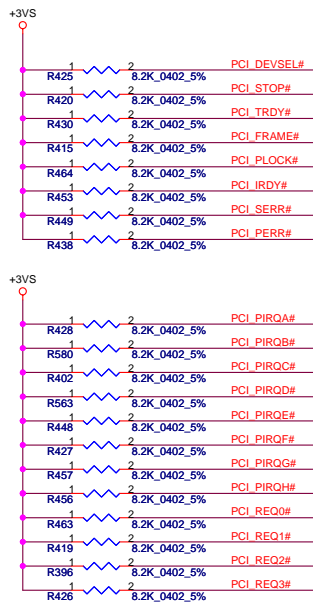 +3VS
1 2 PCI_DEVSEL#
R425 8.2K_0402_5%
1 2 PCI_STOP#
R420 8.2K_0402_5%
1 2 PCI_TRDY#
R430 8.2K_0402_5%
1 2 PCI_FRAME#
R415 8.2K_0402_5%
1 2 PCI_PLOCK#
R464 8.2K_0402_5%
1 2 PCI_IRDY#
R453 8.2K_0402_5%
1 2 PCI_SERR#
R449 8.2K_0402_5%
1 2 PCI_PERR#
R438 8.2K_0402_5%
+3VS
1 2 PCI_PIRQA#
R428 8.2K_0402_5%
1 2 PCI_PIRQB#
R580 8.2K_0402_5%
1 2 PCI_PIRQC#
R402 8.2K_0402_5%
1 2 PCI_PIRQD#
R563 8.2K_0402_5%
1 2 PCI_PIRQE#
R448 8.2K_0402_5%
1 2 PCI_PIRQF#
R427 8.2K_0402_5%
1 2 PCI_PIRQG#
R457 8.2K_0402_5%
1 2 PCI_PIRQH#
R456 8.2K_0402_5%
1 2 PCI_REQ0#
R463 8.2K_0402_5%
1 2 PCI_REQ1#
R419 8.2K_0402_5%
1 2 PCI_REQ2#
R396 8.2K_0402_5%
1 2 PCI_REQ3#
R426 8.2K_0402_5%